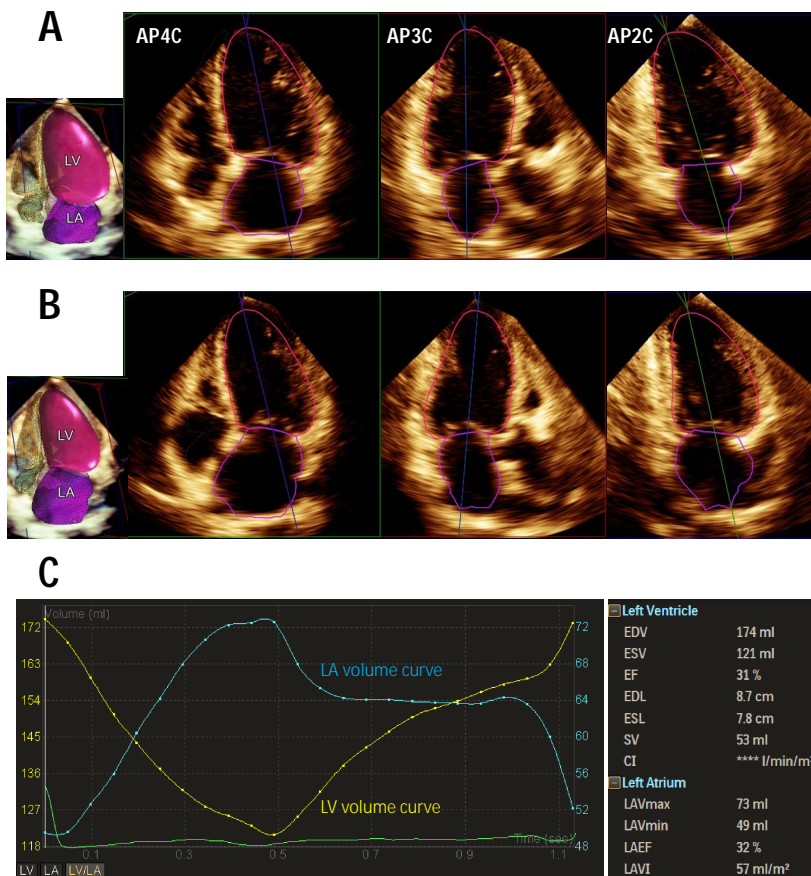 A
AP4C
AP3C
AP2C
LV
LA
B
LV
LA
C
Volume (ml)
172
163
154
145
136
127
118
72
68
64
60
56
52
48
LA volume curve
LV volume curve
Time (sec)
0.1
0.3
0.5
0.7
0.9
1.1
LV LA LV/LA
Left Ventricle
EDV 174 ml
ESV 121 ml
EF 31 %
EDL 8.7 cm
ESL 7.8 cm
SV 53 ml
CI **** l/min/m²
Left Atrium
LAVmax 73 ml
LAVmin 49 ml
LAEF 32 %
LAVI 57 ml/m²